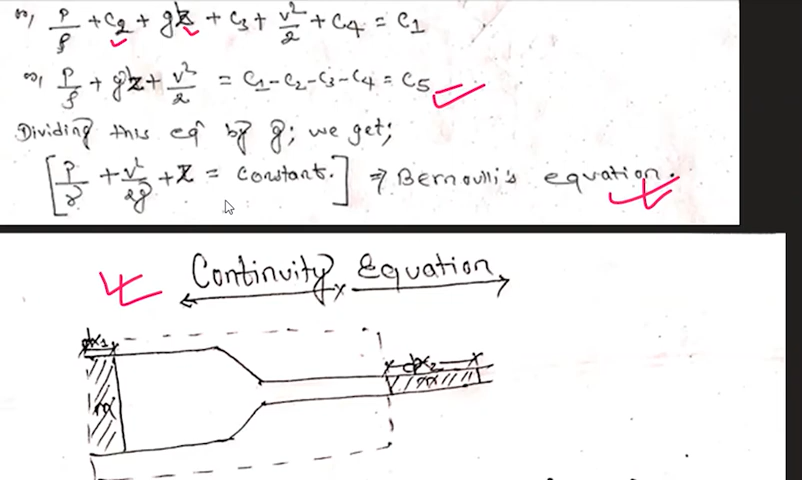 or, P/ρ + C2 + gz + C3 + v²/2 + C4 = C1
or, P/ρ + gz + v²/2 = C1-C2-C3-C4 = C5
Dividing this eqn by g; we get;
[P/γ + v²/2g + Z = Constant.] ⇒ Bernoulli's equation.
Continuity Equation
dx1
dx2
m
m